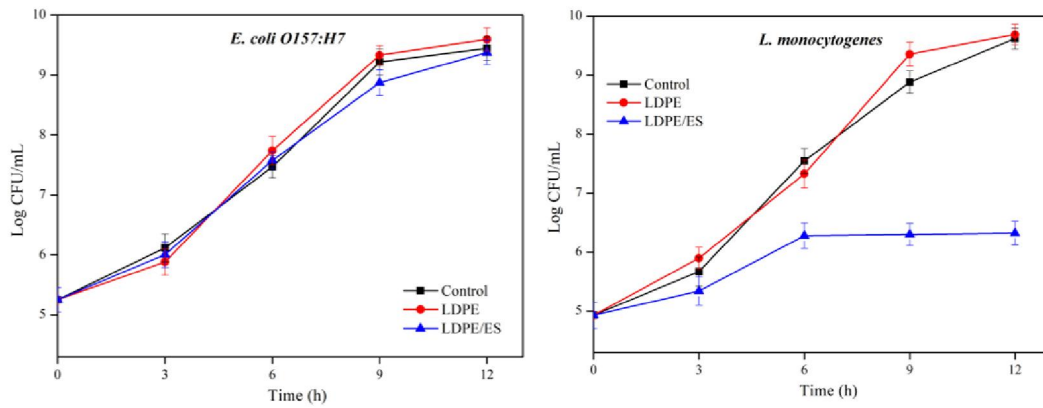 E. coli O157:H7
Log CFU/mL
10
9
8
7
6
5
Control
LDPE
LDPE/ES
0
3
6
9
12
Time (h)
L. monocytogenes
Log CFU/mL
10
9
8
7
6
5
Control
LDPE
LDPE/ES
0
3
6
9
12
Time (h)